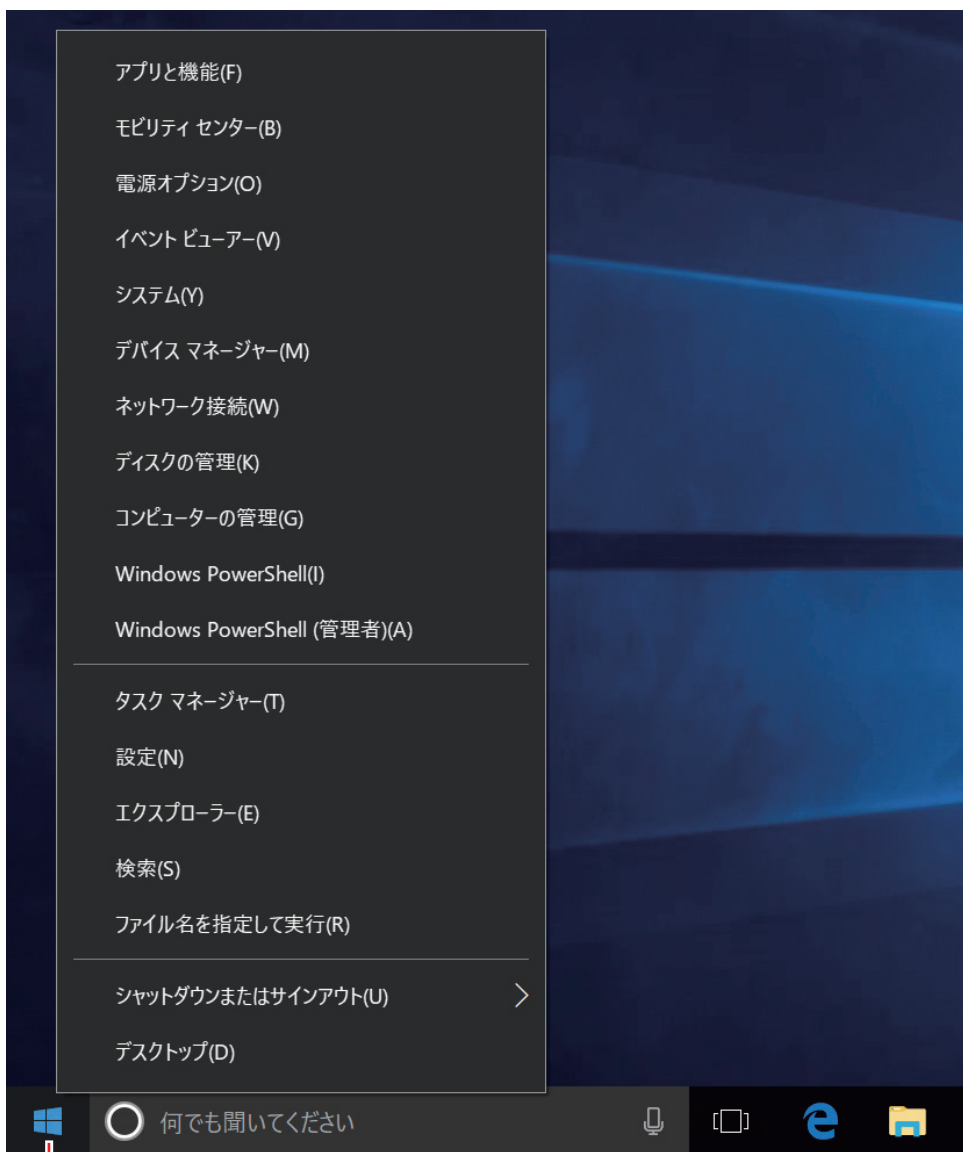 アプリと機能(F)
モビリティ センター(B)
電源オプション(O)
イベント ビューアー(V)
システム(Y)
デバイス マネージャー(M)
ネットワーク接続(W)
ディスクの管理(K)
コンピューターの管理(G)
Windows PowerShell(I)
Windows PowerShell (管理者)(A)
タスク マネージャー(T)
設定(N)
エクスプローラー(E)
検索(S)
ファイル名を指定して実行(R)
シャットダウンまたはサインアウト(U)
デスクトップ(D)
何でも聞いてください